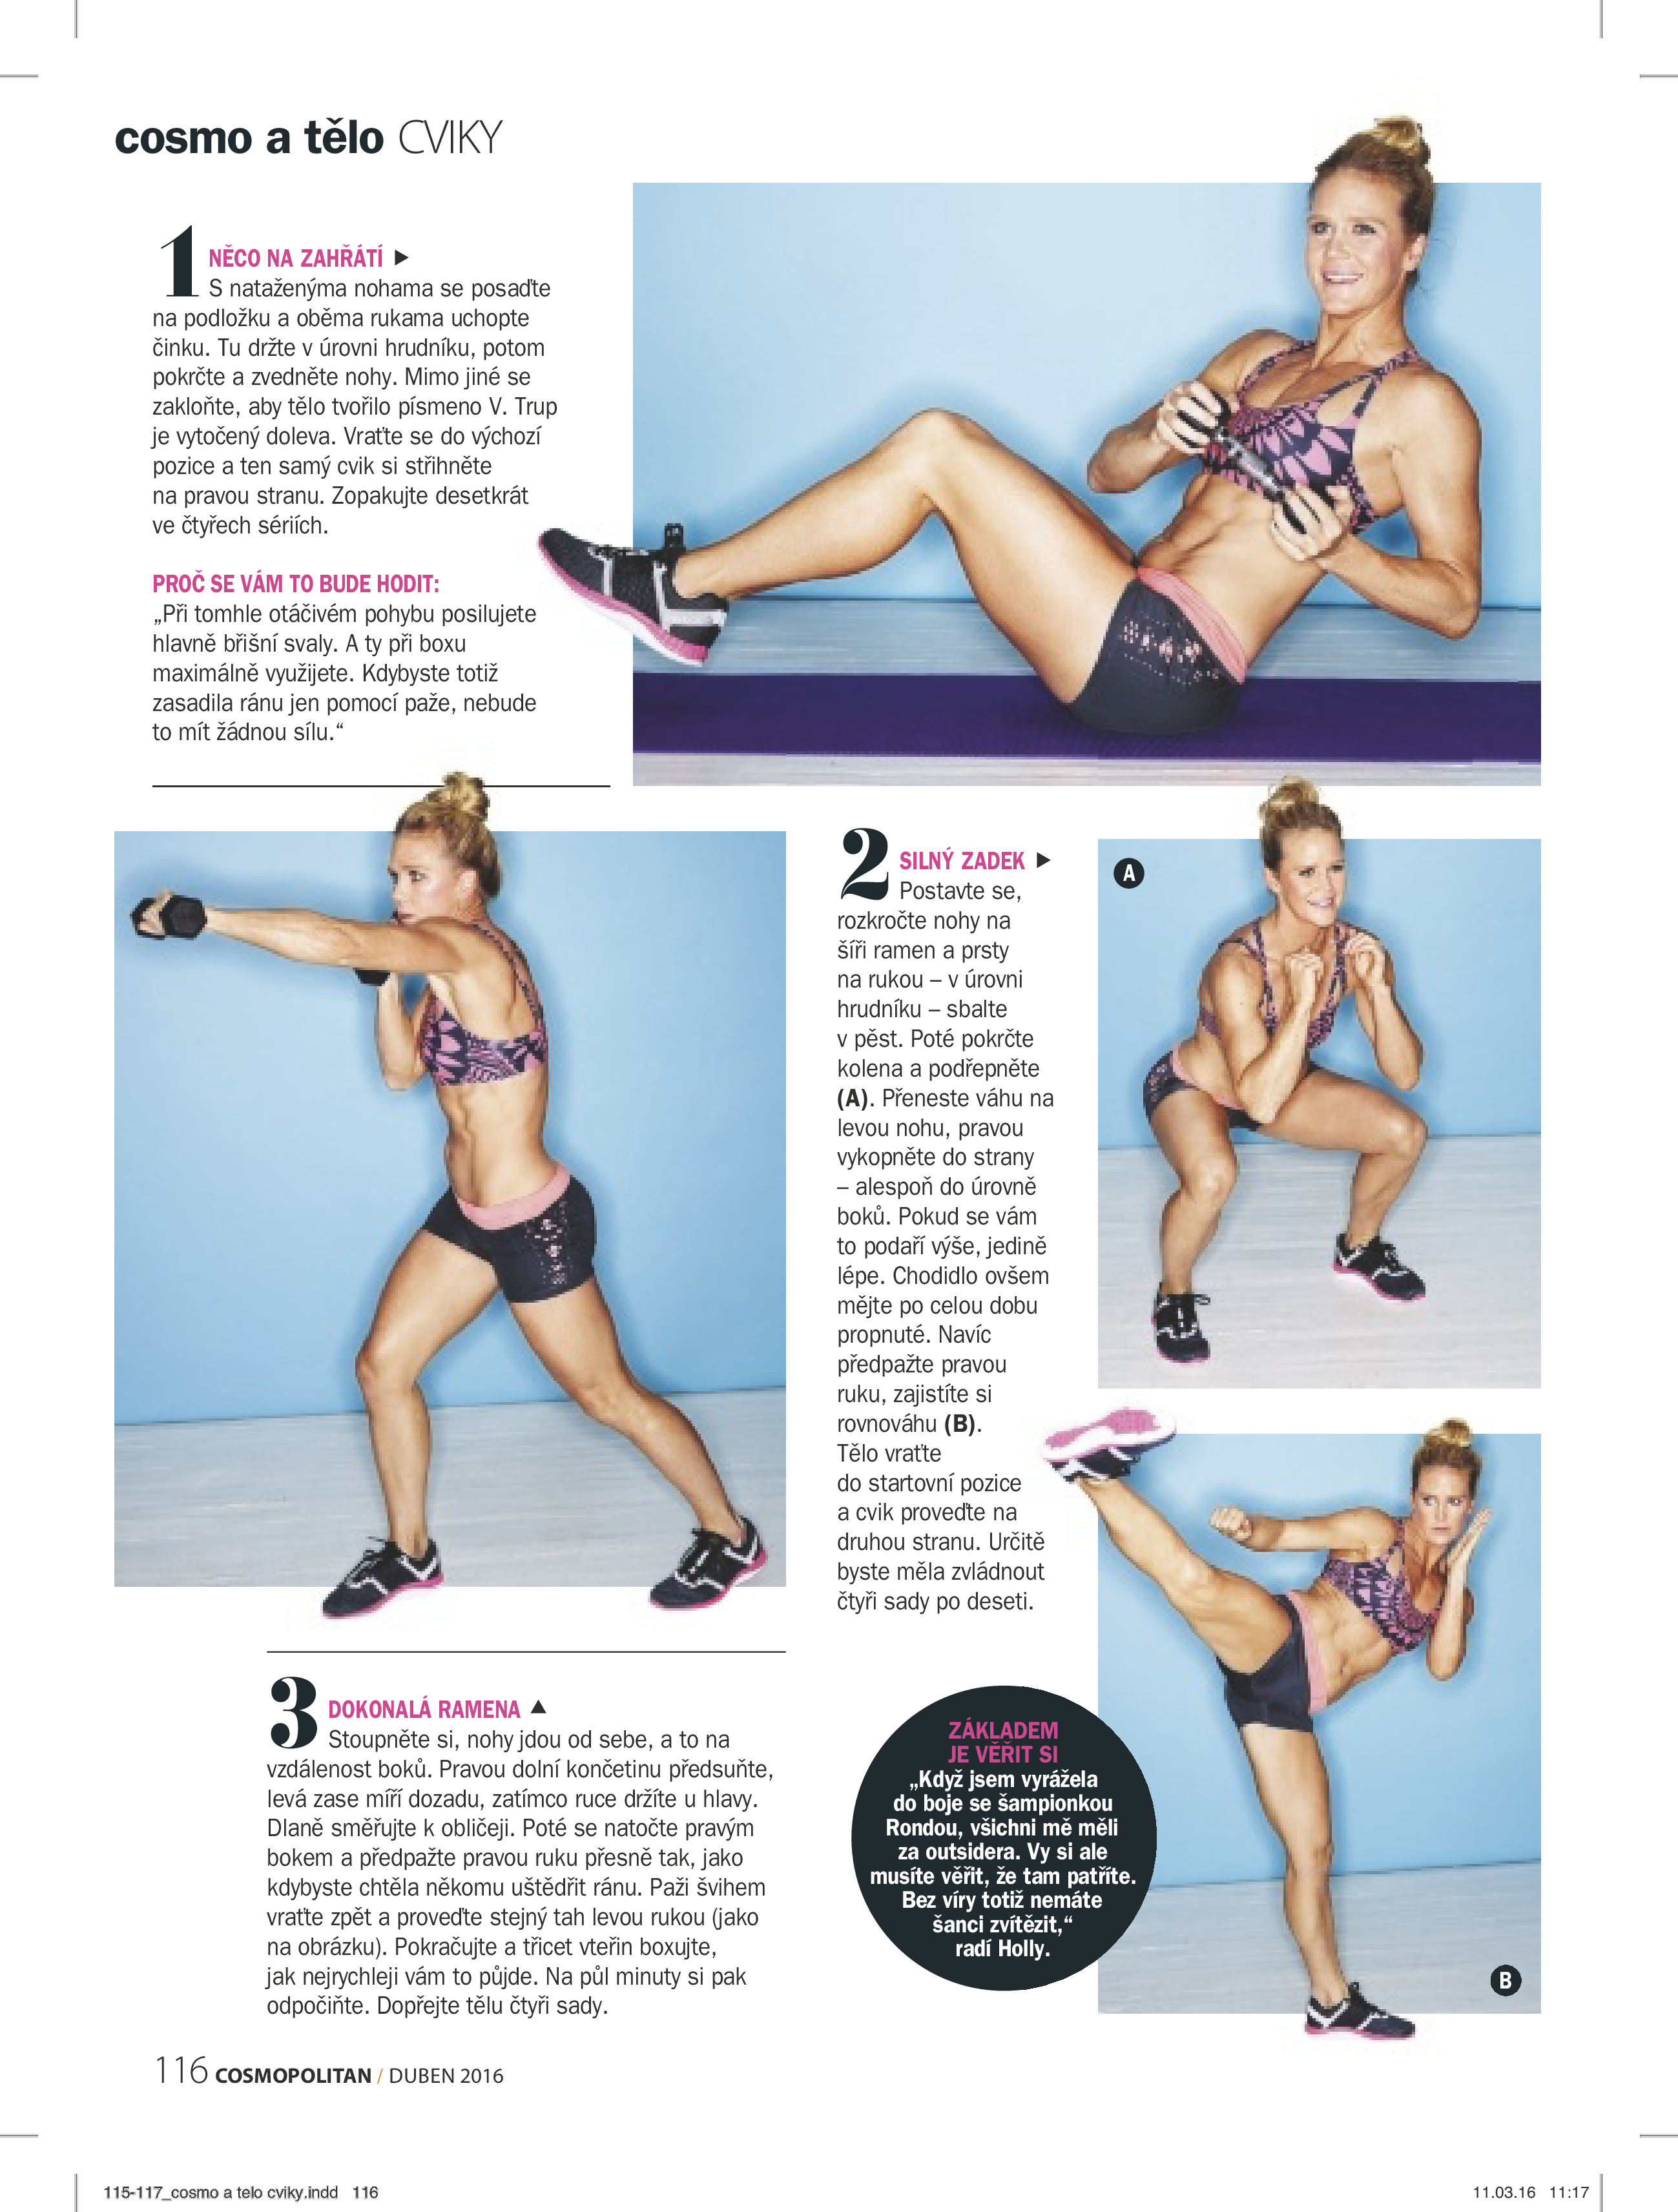 cosmo a tělo CVIKY
1 NĚCO NA ZAHŘÁTÍ ▶
S nataženýma nohama se posaďte
na podložku a oběma rukama uchopte
činku. Tu držte v úrovni hrudníku, potom
pokrčte a zvedněte nohy. Mimo jiné se
zakloňte, aby tělo tvořilo písmeno V. Trup
je vytočený doleva. Vraťte se do výchozí
pozice a ten samý cvik si střihněte
na pravou stranu. Zopakujte desetkrát
ve čtyřech sériích.
PROČ SE VÁM TO BUDE HODIT:
„Při tomhle otáčivém pohybu posilujete
hlavně břišní svaly. A ty při boxu
maximálně využijete. Kdybyste totiž
zasadila ránu jen pomocí paže, nebude
to mít žádnou sílu.“
2 SILNÝ ZADEK ▶
Postavte se,
rozkročte nohy na
šíři ramen a prsty
na rukou – v úrovni
hrudníku – sbalte
v pěst. Poté pokrčte
kolena a podřepněte
(A). Přeneste váhu na
levou nohu, pravou
vykopněte do strany
– alespoň do úrovně
boků. Pokud se vám
to podaří výše, jedině
lépe. Chodidlo ovšem
mějte po celou dobu
propnuté. Navíc
předpažte pravou
ruku, zajistíte si
rovnováhu (B).
Tělo vraťte
do startovní pozice
a cvik proveďte na
druhou stranu. Určitě
byste měla zvládnout
čtyři sady po deseti.
A
B
3 DOKONALÁ RAMENA ▲
Stoupněte si, nohy jdou od sebe, a to na
vzdálenost boků. Pravou dolní končetinu předsuňte,
levá zase míří dozadu, zatímco ruce držíte u hlavy.
Dlaně směřujte k obličeji. Poté se natočte pravým
bokem a předpažte pravou ruku přesně tak, jako
kdybyste chtěla někomu uštědřit ránu. Paži švihem
vraťte zpět a proveďte stejný tah levou rukou (jako
na obrázku). Pokračujte a třicet vteřin boxujte,
jak nejrychleji vám to půjde. Na půl minuty si pak
odpočiňte. Dopřejte tělu čtyři sady.
ZÁKLADEM
JE VĚŘIT SI
„Když jsem vyrážela
do boje se šampionkou
Rondou, všichni mě měli
za outsidera. Vy si ale
musíte věřit, že tam patříte.
Bez víry totiž nemáte
šanci zvítězit,“
radí Holly.
116 COSMOPOLITAN / DUBEN 2016
115-117_cosmo a telo cviky.indd 116
11.03.16 11:17